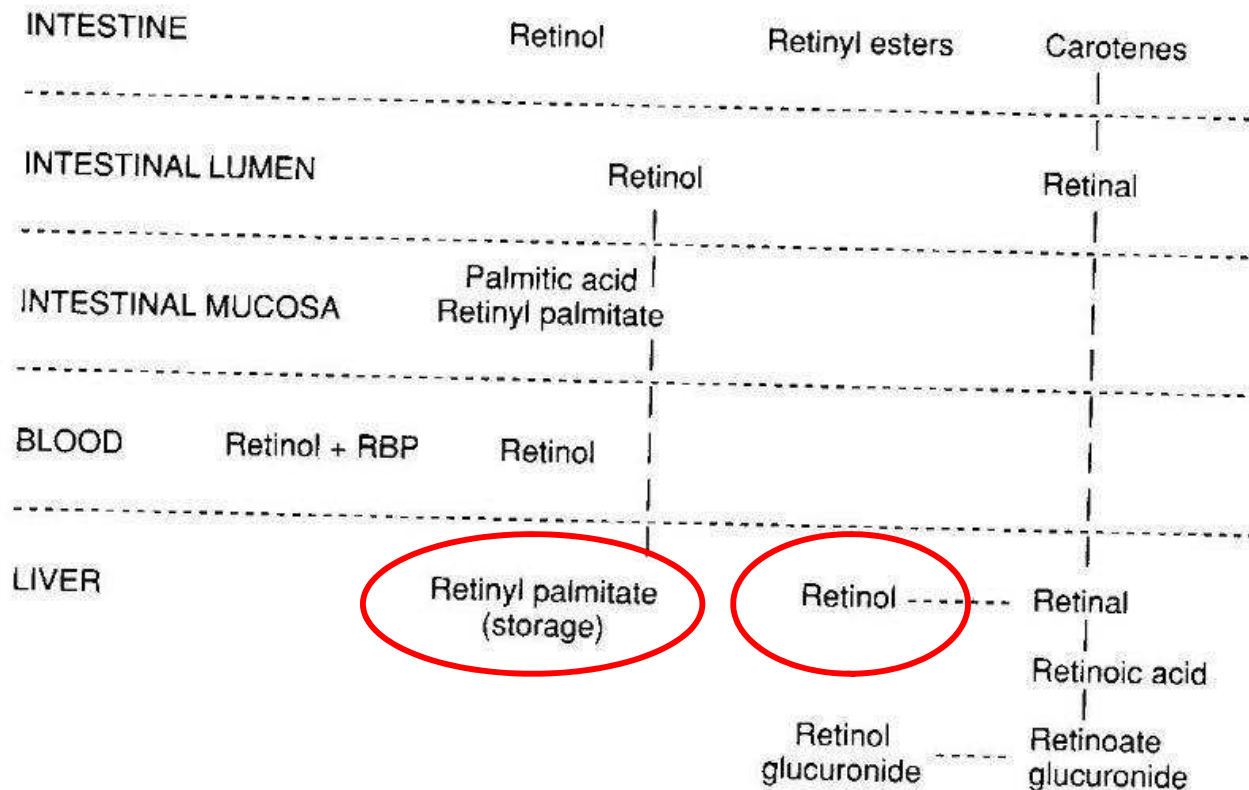 INTESTINE Retinol Retinyl esters Carotenes
INTESTINAL LUMEN Retinol Retinal
Palmitic acid
INTESTINAL MUCOSA Retinyl palmitate
BLOOD Retinol + RBP Retinol
LIVER Retinyl palmitate Retinol Retinal
(storage)
Retinoic acid
Retinol Retinoate
glucuronide glucuronide